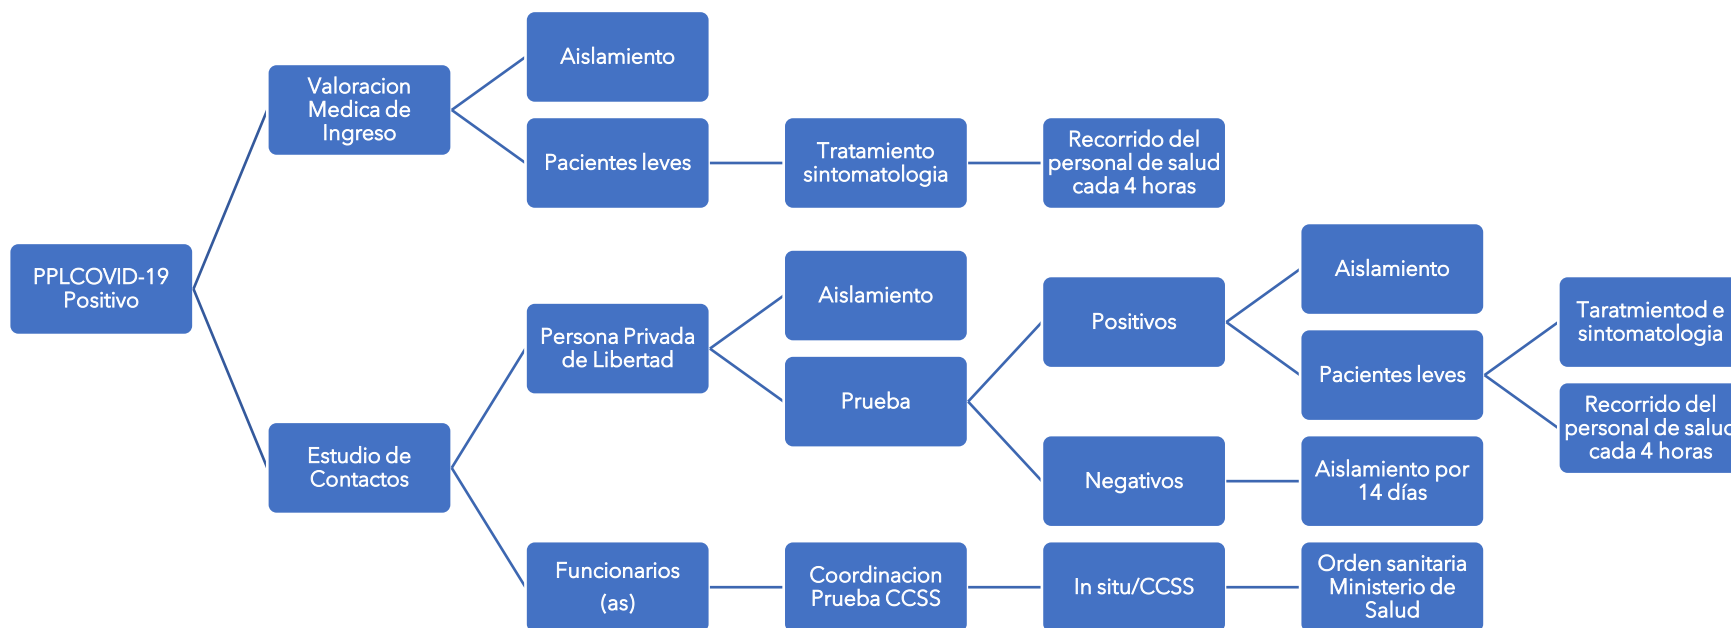 PPLCOVID-19
Positivo
Valoracion
Medica de
Ingreso
Aislamiento
Pacientes leves
Tratamiento
sintomatologia
Recorrido del
personal de salud
cada 4 horas
Estudio de
Contactos
Persona Privada
de Libertad
Aislamiento
Prueba
Positivos
Aislamiento
Pacientes leves
Taratmientod e
sintomatologia
Recorrido del
personal de salud
cada 4 horas
Negativos
Aislamiento por
14 días
Funcionarios
(as)
Coordinacion
Prueba CCSS
In situ/CCSS
Orden sanitaria
Ministerio de
Salud